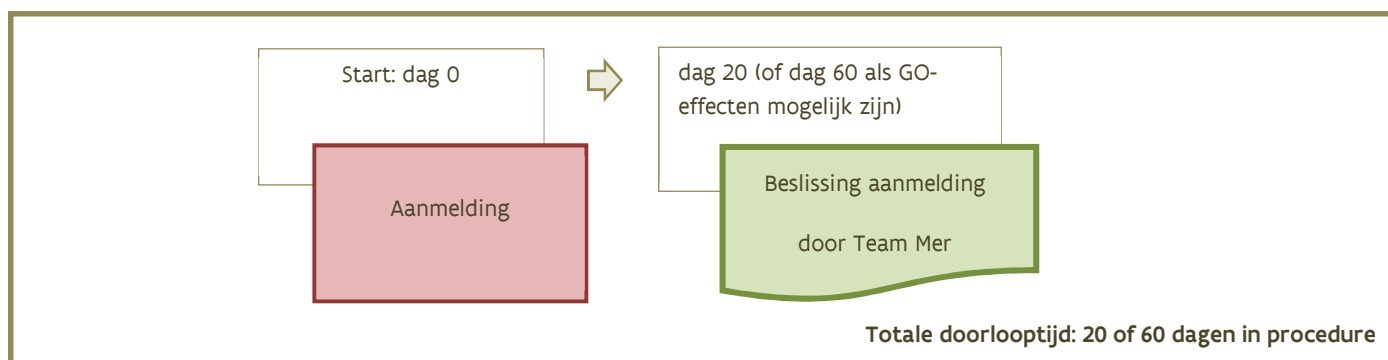 Start: dag 0
dag 20 (of dag 60 als GO-
effecten mogelijk zijn)
Aanmelding
Beslissing aanmelding
door Team Mer
Totale doorlooptijd: 20 of 60 dagen in procedure